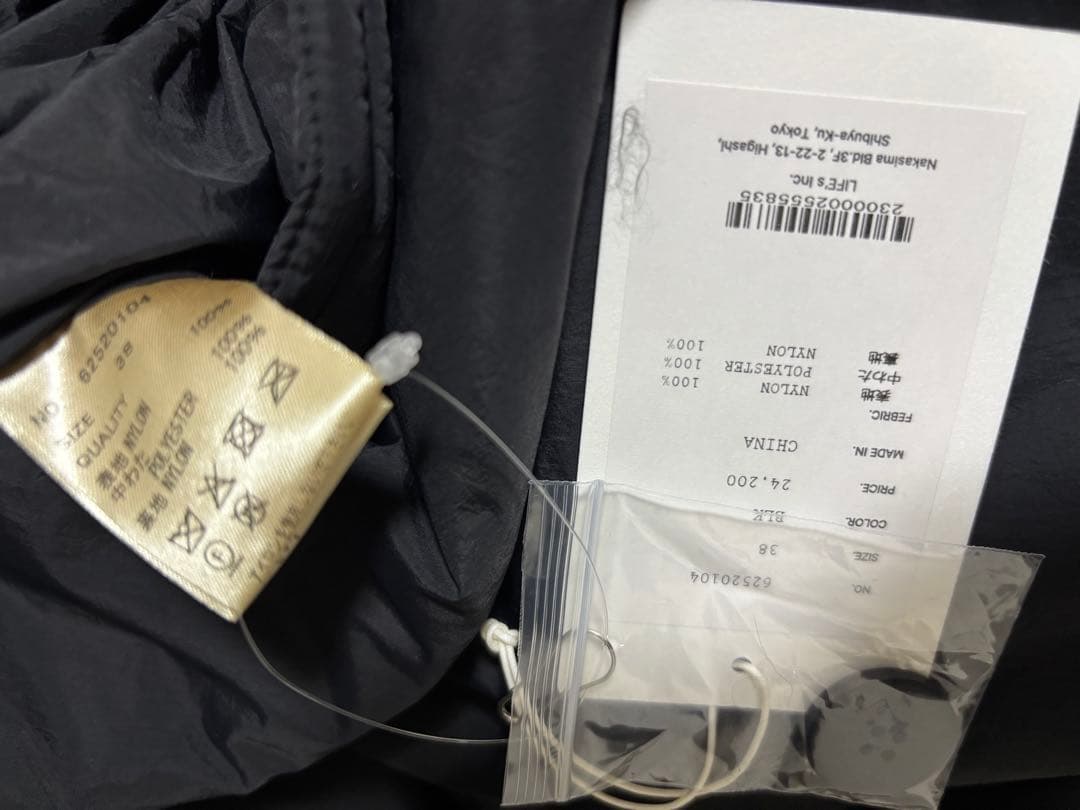 NO. 62520104
SIZE 38
QUALITY
表地 NYLON 100%
中わた POLYESTER 100%
裏地 NYLON 100%
NO. 62520104
SIZE. 38
COLOR. BLK
PRICE. 24,200
MADE IN. CHINA
FEBRIC.
表地 NYLON 100%
中わた POLYESTER 100%
裏地 NYLON 100%
2300002555835
LIFE's Inc.
Nakasima Bld.3F, 2-22-13, Higashi,
Shibuya-Ku, Tokyo